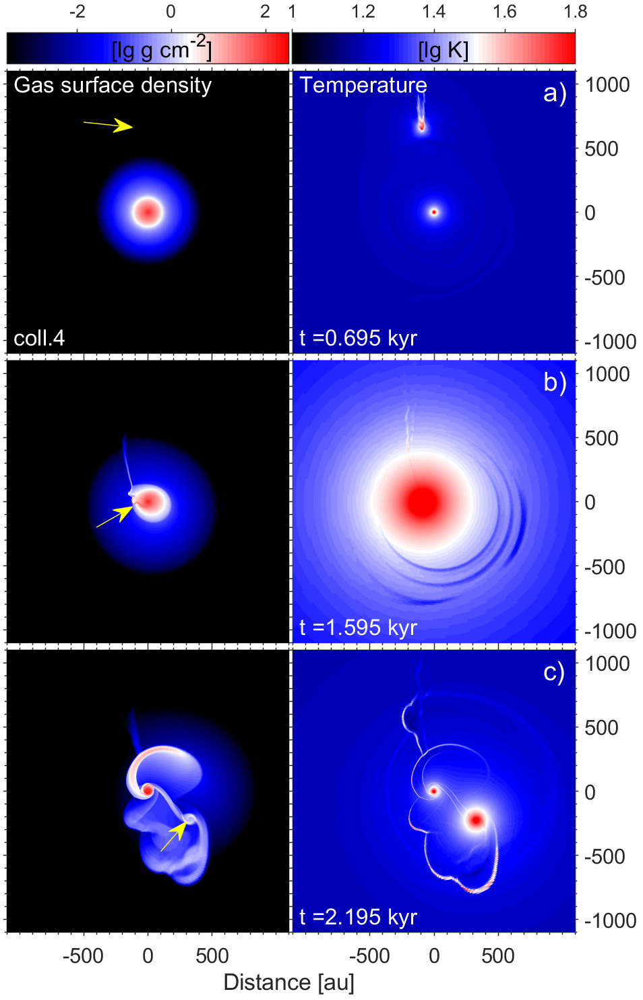 -2 0 2 1 1.2 1.4 1.6 1.8
[lg g cm-2] [lg K]
Gas surface density Temperature a)
1000
500
0
-500
coll.4 t =0.695 kyr
-1000
b)
1000
500
0
-500
t =1.595 kyr
-1000
c)
1000
500
0
-500
t =2.195 kyr
-1000
-500 0 500 -500 0 500
Distance [au]